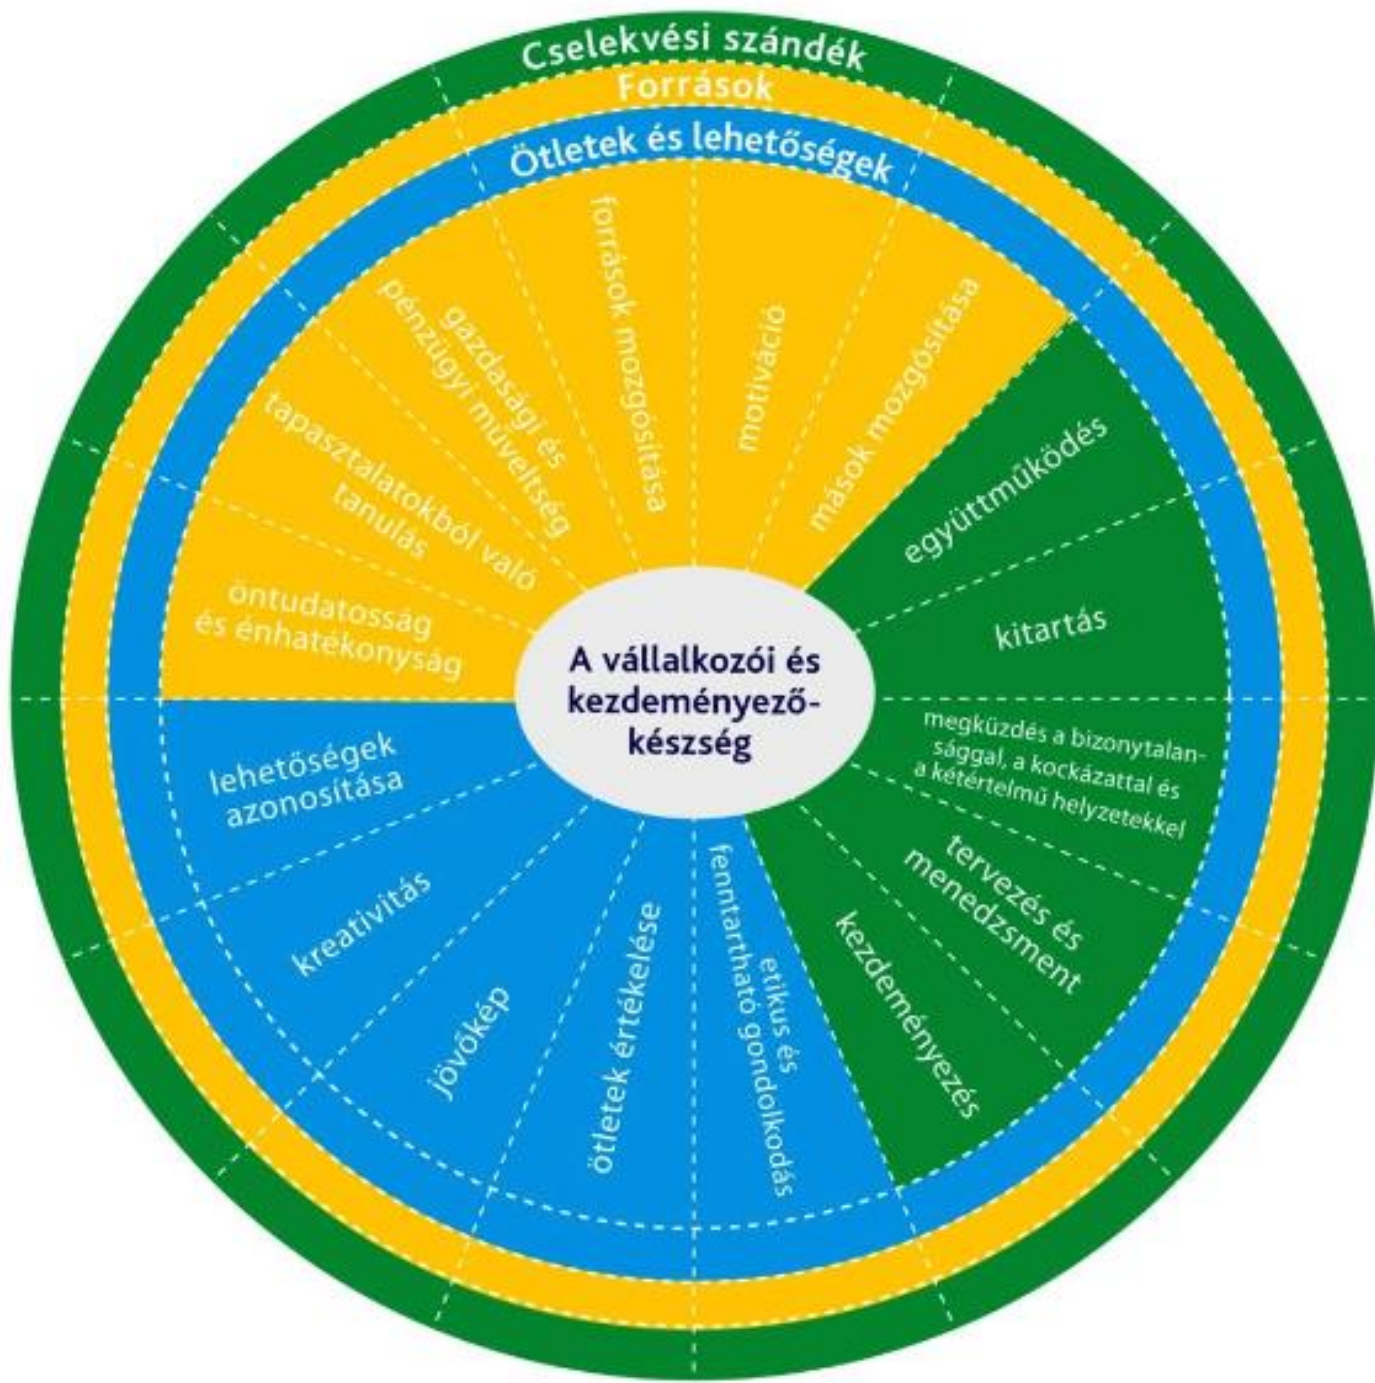 Cselekvési szándék
Források
Ötletek és lehetőségek
források mozgósítása
motiváció
mások mozgósítása
együttműködés
kitartás
megküzdés a bizonytalan-
sággal, a kockázattal és
a kétértelmű helyzetekkel
tervezés és
menedzsment
kezdeményezés
etikus és
fenntartható gondolkodás
ötletek értékelése
jövőkép
kreativitás
lehetőségek
azonosítása
öntudatosság
és énhatékonyság
tapasztalatokból való
tanulás
gazdasági és
pénzügyi műveltség
A vállalkozói és
kezdeményező-
készség